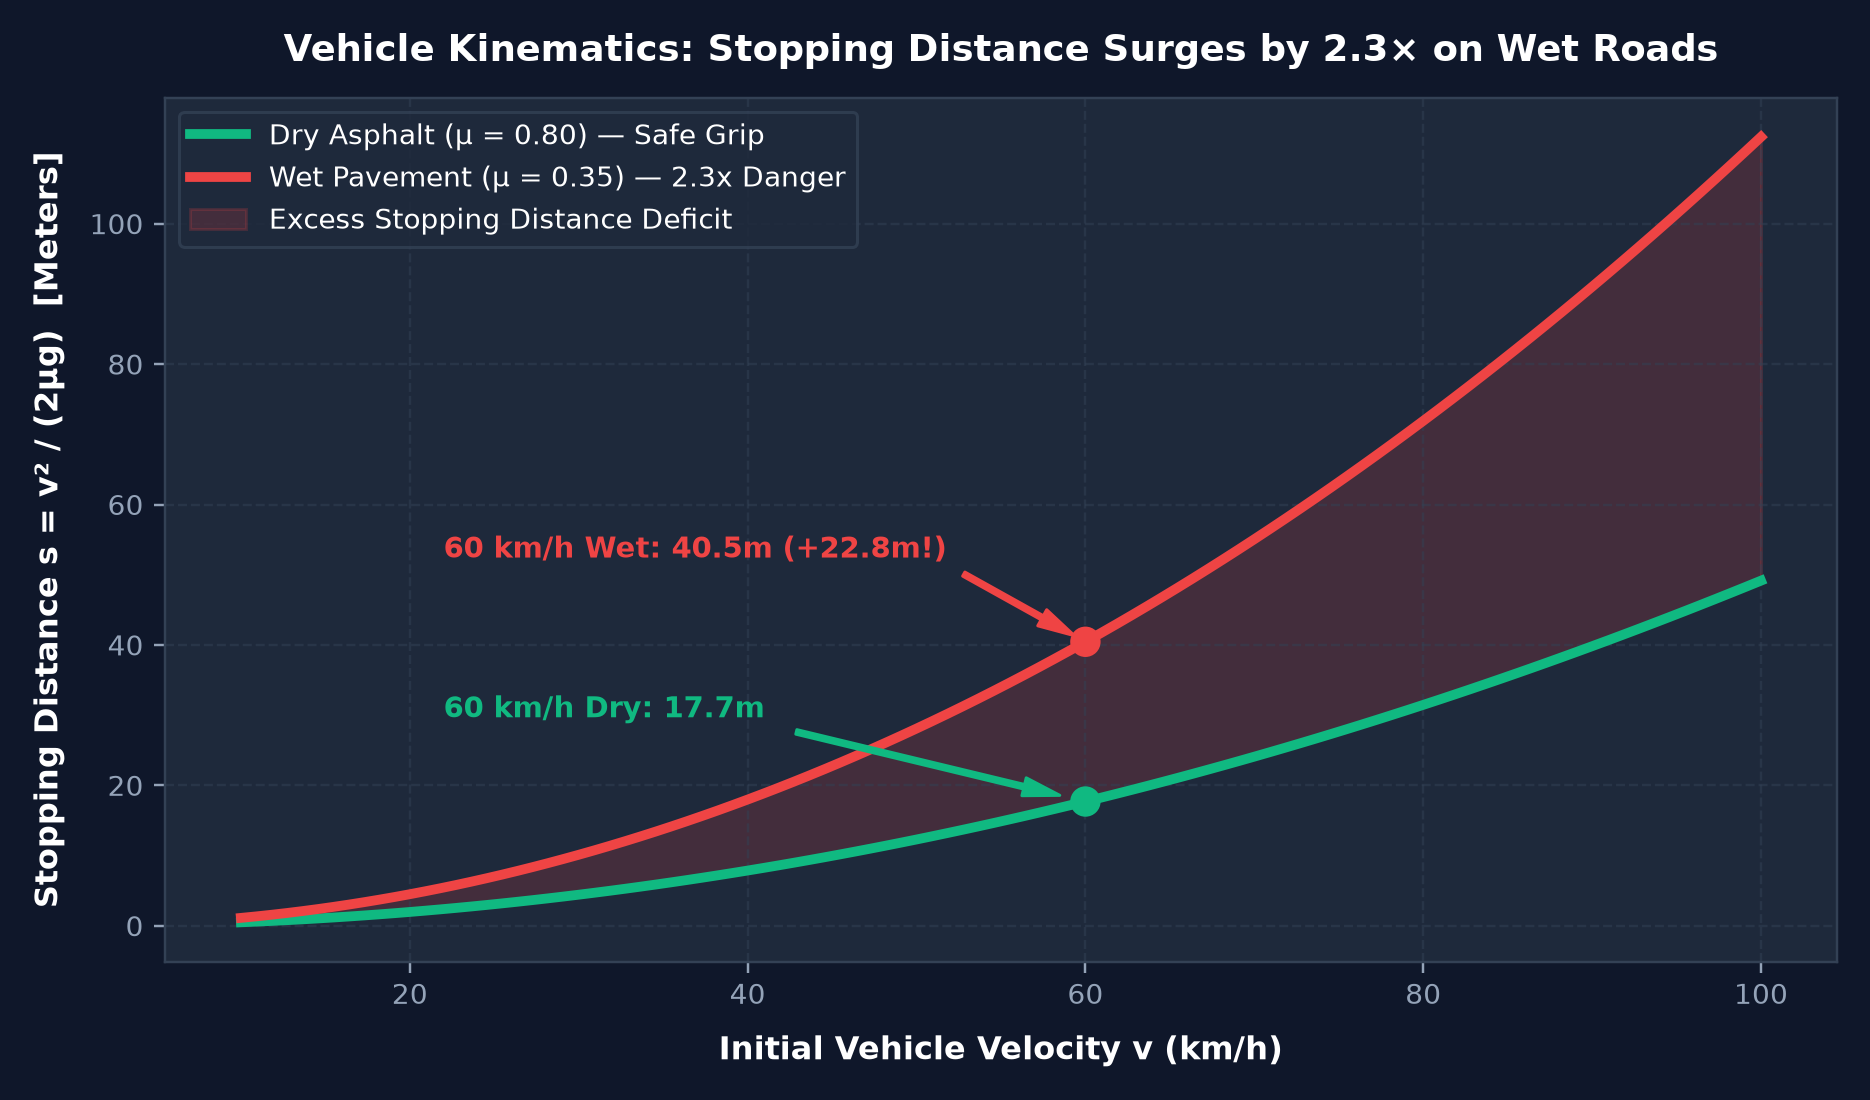 Vehicle Kinematics: Stopping Distance Surges by 2.3× on Wet Roads
Dry Asphalt (μ = 0.80) — Safe Grip
Wet Pavement (μ = 0.35) — 2.3x Danger
Excess Stopping Distance Deficit
Stopping Distance s = v² / (2μg)  [Meters]
100
80
60
40
20
0
60 km/h Wet: 40.5m (+22.8m!)
60 km/h Dry: 17.7m
20 40 60 80 100
Initial Vehicle Velocity v (km/h)